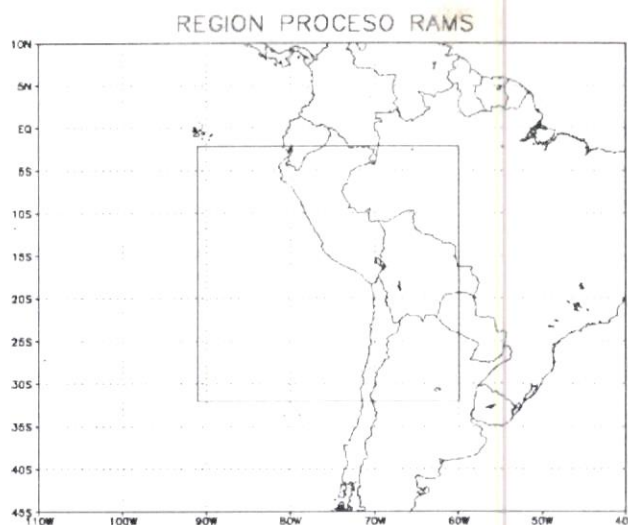 REGION PROCESO RAMS
10N
5N
EQ
5S
10S
15S
20S
25S
30S
35S
40S
45S
110W 100W 90W 80W 70W 60W 50W 40